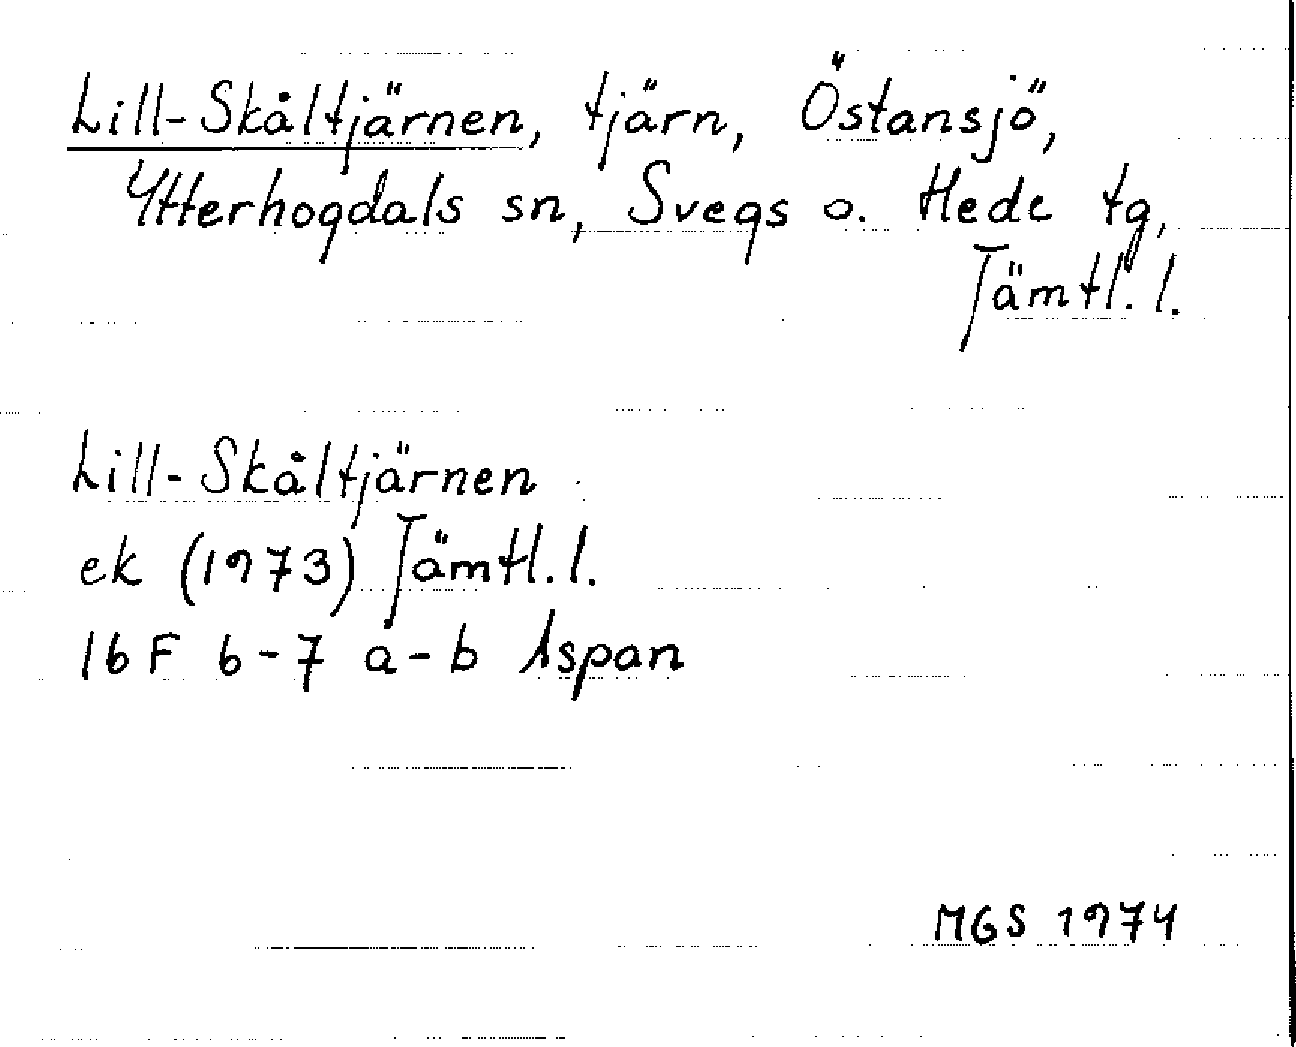 Lill-Skåltjärnen, tjärn, Östansjö,
Ytterhogdals sn, Svegs o. Hede tg,
Jämtl. l.
Lill-Skåltjärnen
ek (1973) Jämtl. l.
16 F 6-7 a-b Aspan
MGS 1974